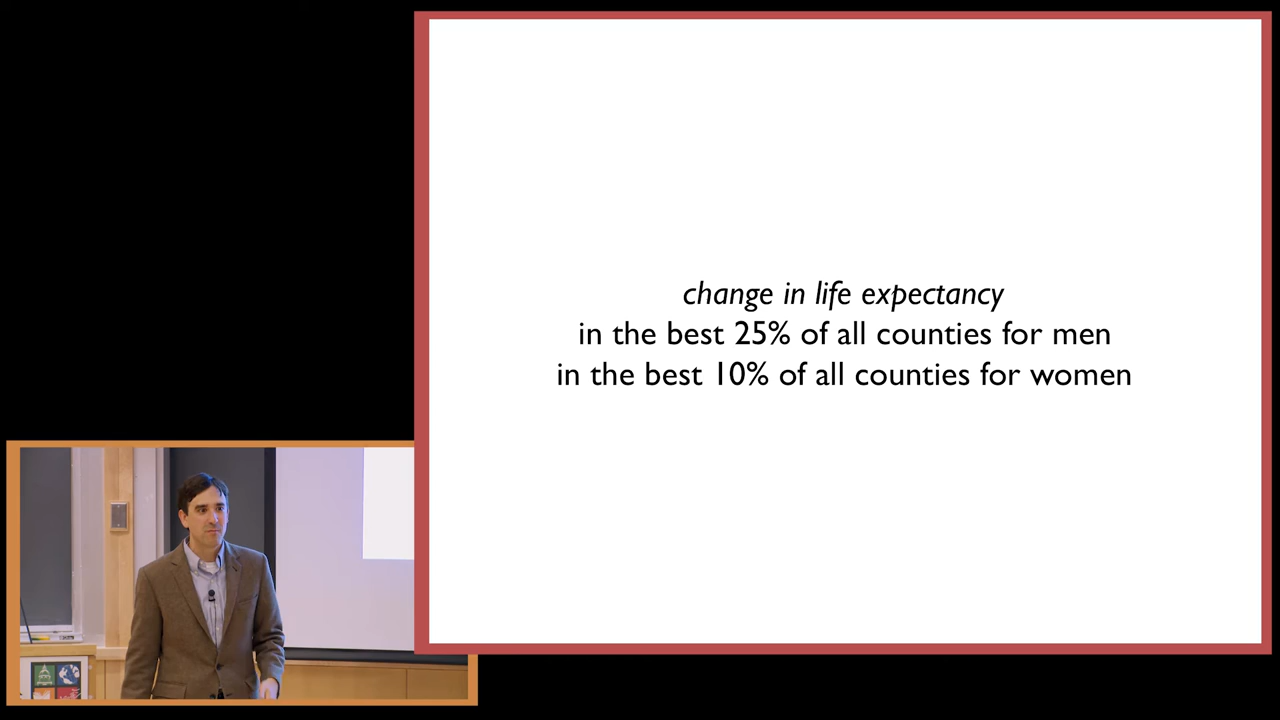 change in life expectancy
in the best 25% of all counties for men
in the best 10% of all counties for women